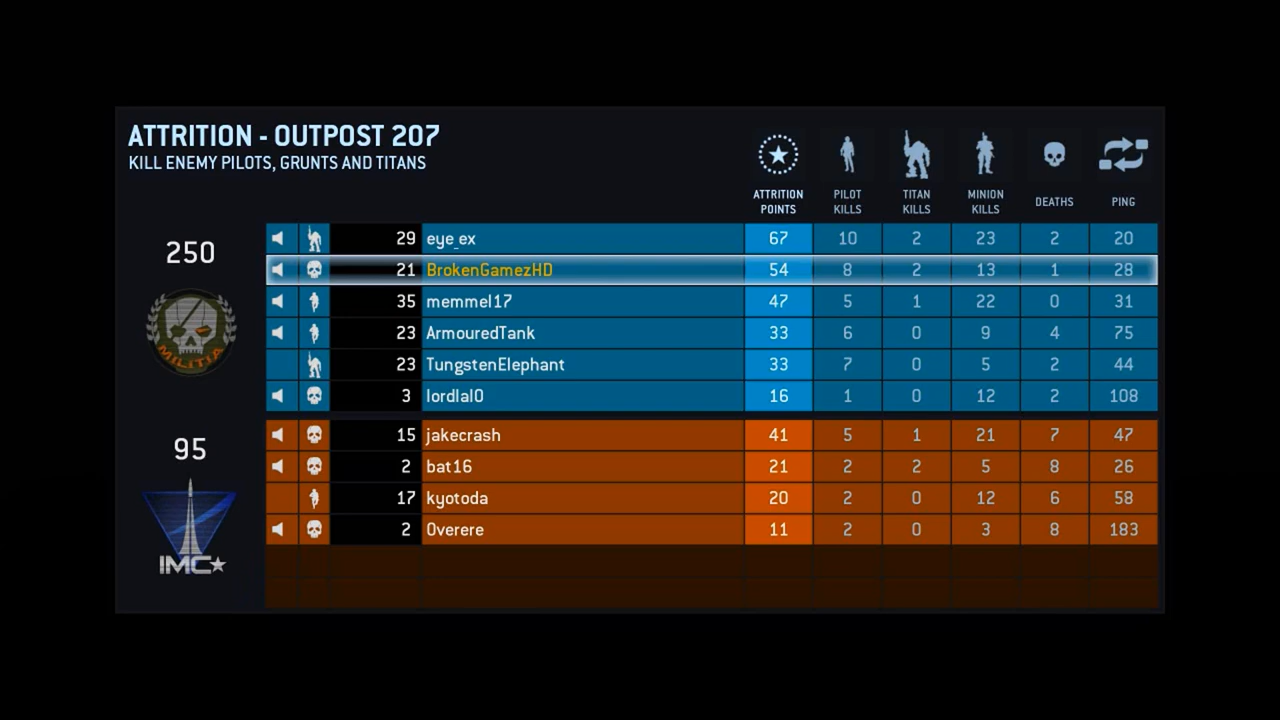 ATTRITION - OUTPOST 207
KILL ENEMY PILOTS, GRUNTS AND TITANS
ATTRITION POINTS PILOT KILLS TITAN KILLS MINION KILLS DEATHS PING
250
MILITIA
29 eye_ex 67 10 2 23 2 20
21 BrokenGamezHD 54 8 2 13 1 28
35 memmel17 47 5 1 22 0 31
23 ArmouredTank 33 6 0 9 4 75
23 TungstenElephant 33 7 0 5 2 44
3 lordlal0 16 1 0 12 2 108
95
IMC
15 jakecrash 41 5 1 21 7 47
2 bat16 21 2 2 5 8 26
17 kyotoda 20 2 0 12 6 58
2 Overere 11 2 0 3 8 183